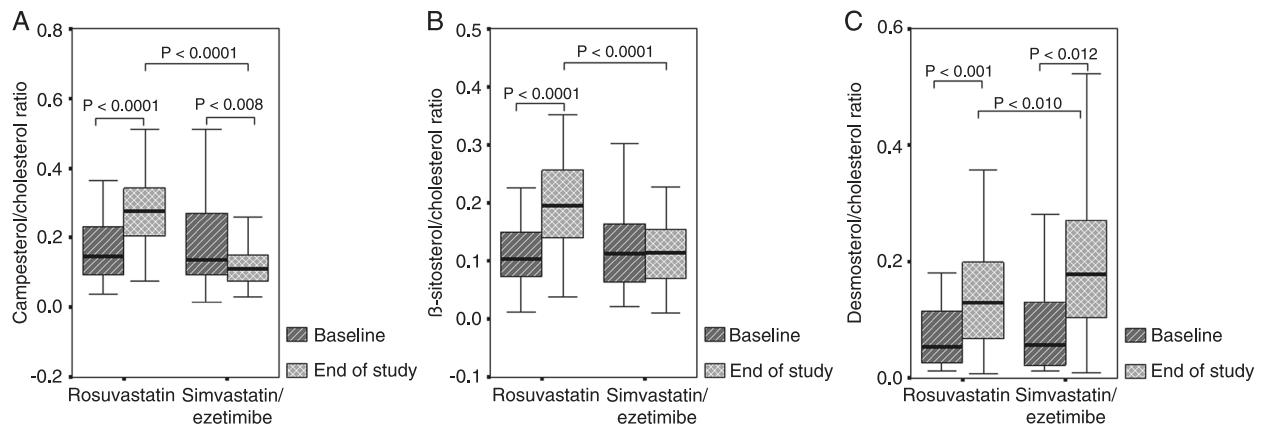 A
Campesterol/cholesterol ratio
0.8
0.6
0.4
0.2
0.0
-0.2
P < 0.0001
P < 0.0001
P < 0.008
Rosuvastatin
Simvastatin/
ezetimibe
Baseline
End of study
B
ß-sitosterol/cholesterol ratio
0.5
0.4
0.3
0.2
0.1
0.0
-0.1
P < 0.0001
P < 0.0001
Rosuvastatin
Simvastatin/
ezetimibe
Baseline
End of study
C
Desmosterol/cholesterol ratio
0.6
0.4
0.2
0.0
P < 0.012
P < 0.001
P < 0.010
Rosuvastatin
Simvastatin/
ezetimibe
Baseline
End of study